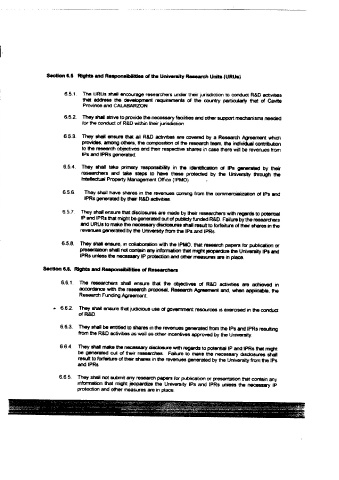 Section 6.5 Rights and Responsibilities of the University Research Units (URUs)
6.5.1. The URUs shall encourage researchers under their jurisdiction to conduct R&D activities
that address the development requirements of the country particularly that of Cavite
Province and CALABARZON.
6.5.2. They shall strive to provide the necessary facilities and other support mechanisms needed
for the conduct of R&D within their jurisdiction.
6.5.3. They shall ensure that all R&D activities are covered by a Research Agreement which
provides, among others, the composition of the research team, the individual contribution
to the research objectives and their respective shares in case there will be revenues from
IPs and IPRs generated.
6.5.4. They shall take primary responsibility in the identification of IPs generated by their
researchers and take steps to have these protected by the University through the
Intellectual Property Management Office (IPMO).
6.5.6. They shall have shares in the revenues coming from the commercialization of IPs and
IPRs generated by their R&D activities.
6.5.7. They shall ensure that disclosures are made by their researchers with regards to potential
IP and IPRs that might be generated out of publicly funded R&D. Failure by the researchers
and URUs to make the necessary disclosures shall result to forfeiture of their shares in the
revenues generated by the University from the IPs and IPRs.
6.5.8. They shall ensure, in collaboration with the IPMO, that research papers for publication or
presentation shall not contain any information that might jeopardize the University IPs and
IPRs unless the necessary IP protection and other measures are in place.
Section 6.6. Rights and Responsibilities of Researchers
6.6.1. The researchers shall ensure that the objectives of R&D activities are achieved in
accordance with the research proposal, Research Agreement and, when applicable, the
Research Funding Agreement.
6.6.2. They shall ensure that judicious use of government resources is exercised in the conduct
of R&D.
6.6.3. They shall be entitled to shares in the revenues generated from the IPs and IPRs resulting
from the R&D activities as well as other incentives approved by the University.
6.6.4 They shall make the necessary disclosure with regards to potential IP and IPRs that might
be generated out of their researches. Failure to make the necessary disclosures shall
result to forfeiture of their shares in the revenues generated by the University from the IPs
and IPRs.
6.6.5. They shall not submit any research papers for publication or presentation that contain any
information that might jeopardize the University IPs and IPRs unless the necessary IP
protection and other measures are in place.